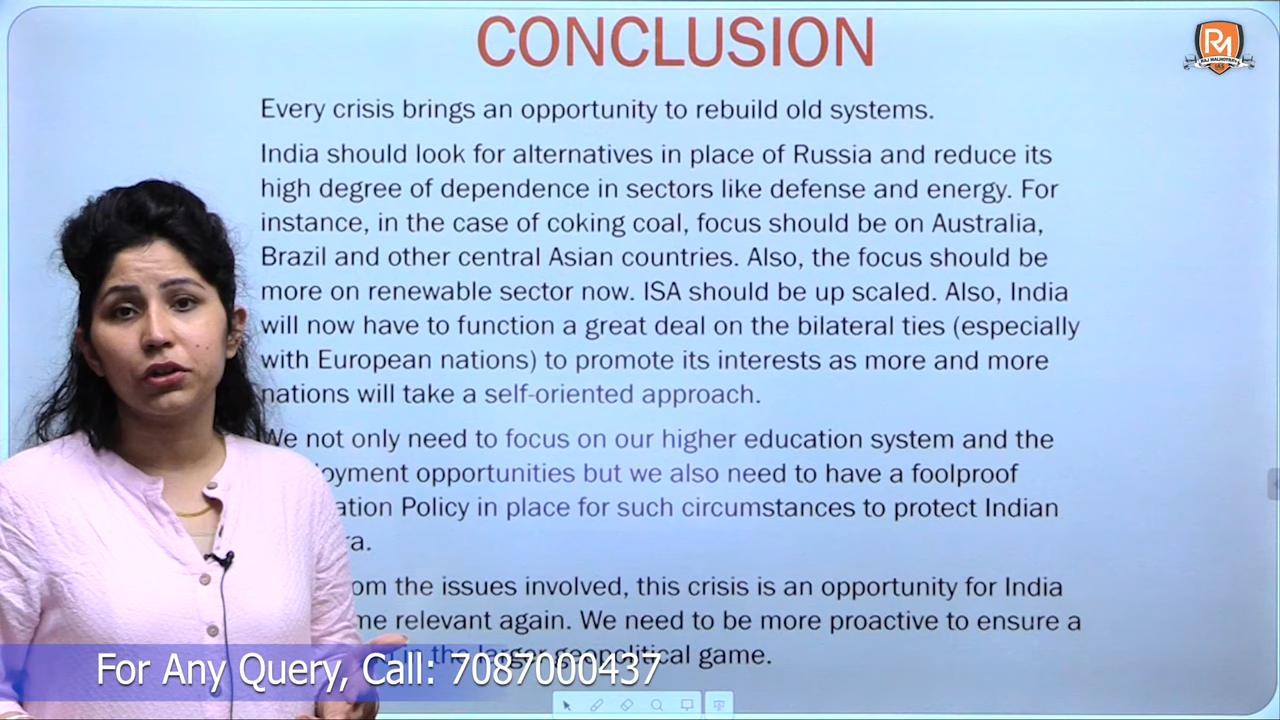 CONCLUSION
RM
RAJ MALHOTRA'S
IAS
Every crisis brings an opportunity to rebuild old systems.
India should look for alternatives in place of Russia and reduce its
high degree of dependence in sectors like defense and energy. For
instance, in the case of coking coal, focus should be on Australia,
Brazil and other central Asian countries. Also, the focus should be
more on renewable sector now. ISA should be up scaled. Also, India
will now have to function a great deal on the bilateral ties (especially
with European nations) to promote its interests as more and more
nations will take a self-oriented approach.
We not only need to focus on our higher education system and the
opportunities but we also need to have a foolproof
Policy in place for such circumstances to protect Indian
the issues involved, this crisis is an opportunity for India
relevant again. We need to be more proactive to ensure a
in the larger geopolitical game.
For Any Query, Call: 7087000437